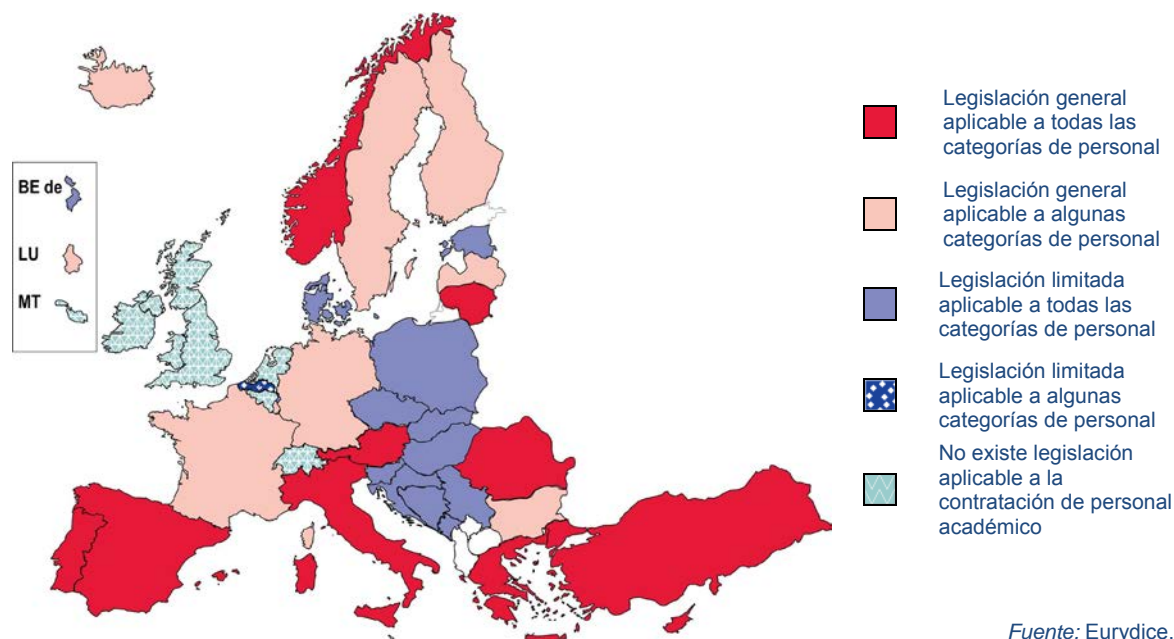 BE de
LU
MT
Legislación general
aplicable a todas las
categorías de personal
Legislación general
aplicable a algunas
categorías de personal
Legislación limitada
aplicable a todas las
categorías de personal
Legislación limitada
aplicable a algunas
categorías de personal
No existe legislación
aplicable a la
contratación de personal
académico
Fuente: Eurydice.